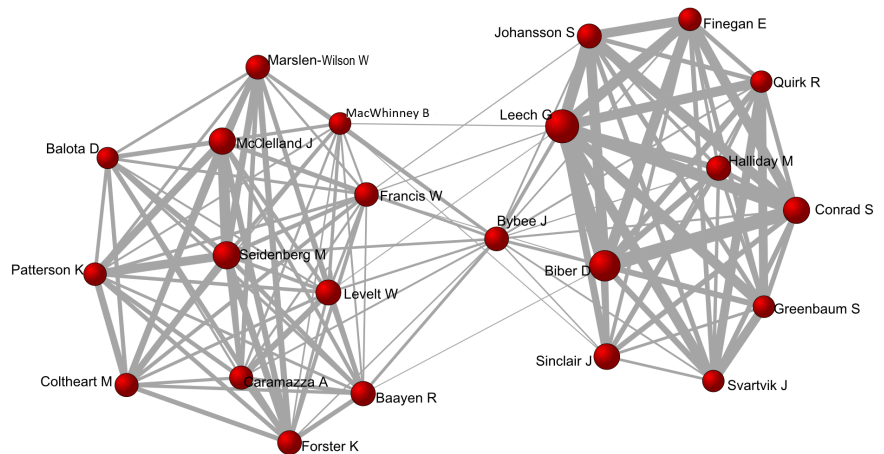 Finegan E
Johansson S
Marslen-Wilson W
Quirk R
MacWhinney B
Leech G
McClelland J
Balota D
Halliday M
Francis W
Conrad S
Bybee J
Seidenberg M
Patterson K
Biber D
Levelt W
Greenbaum S
Sinclair J
Coltheart M
Caramazza A
Svartvik J
Baayen R
Forster K